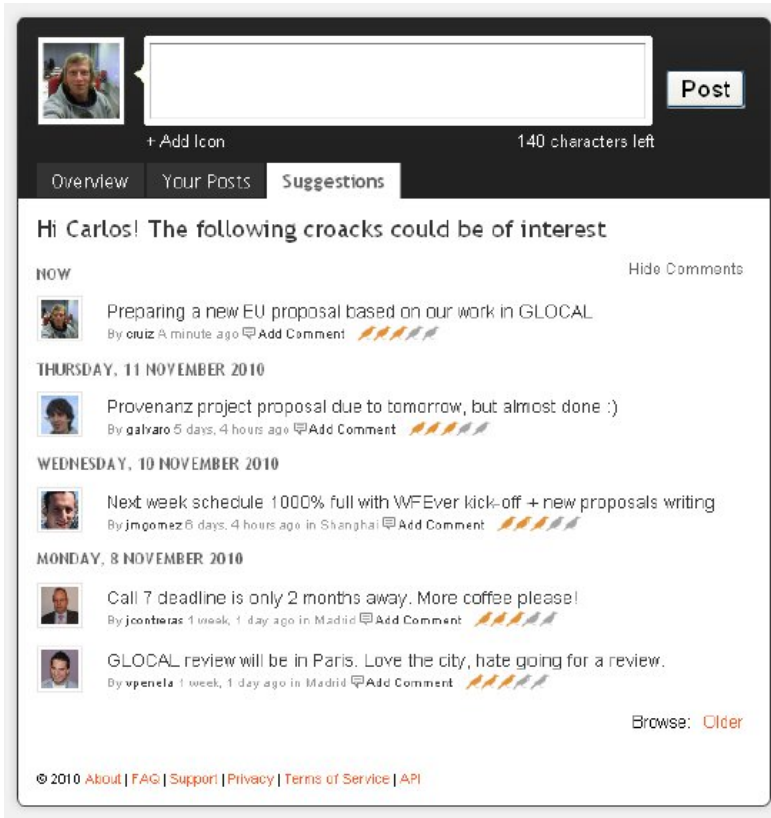 Post
+ Add Icon
140 characters left
Overview
Your Posts
Suggestions
Hi Carlos! The following croacks could be of interest
Hide Comments
NOW
Preparing a new EU proposal based on our work in GLOCAL
By cruiz A minute ago Add Comment
THURSDAY, 11 NOVEMBER 2010
Provenanz project proposal due to tomorrow, but almost done :)
By galvaro 5 days, 4 hours ago Add Comment
WEDNESDAY, 10 NOVEMBER 2010
Next week schedule 1000% full with WFEver kick-off + new proposals writing
By jmgomez 6 days, 4 hours ago in Shanghai Add Comment
MONDAY, 8 NOVEMBER 2010
Call 7 deadline is only 2 months away. More coffee please!
By jcontreras 1 week, 1 day ago in Madrid Add Comment
GLOCAL review will be in Paris. Love the city, hate going for a review.
By vpenela 1 week, 1 day ago in Madrid Add Comment
Browse: Older
© 2010 About | FAQ | Support | Privacy | Terms of Service | API